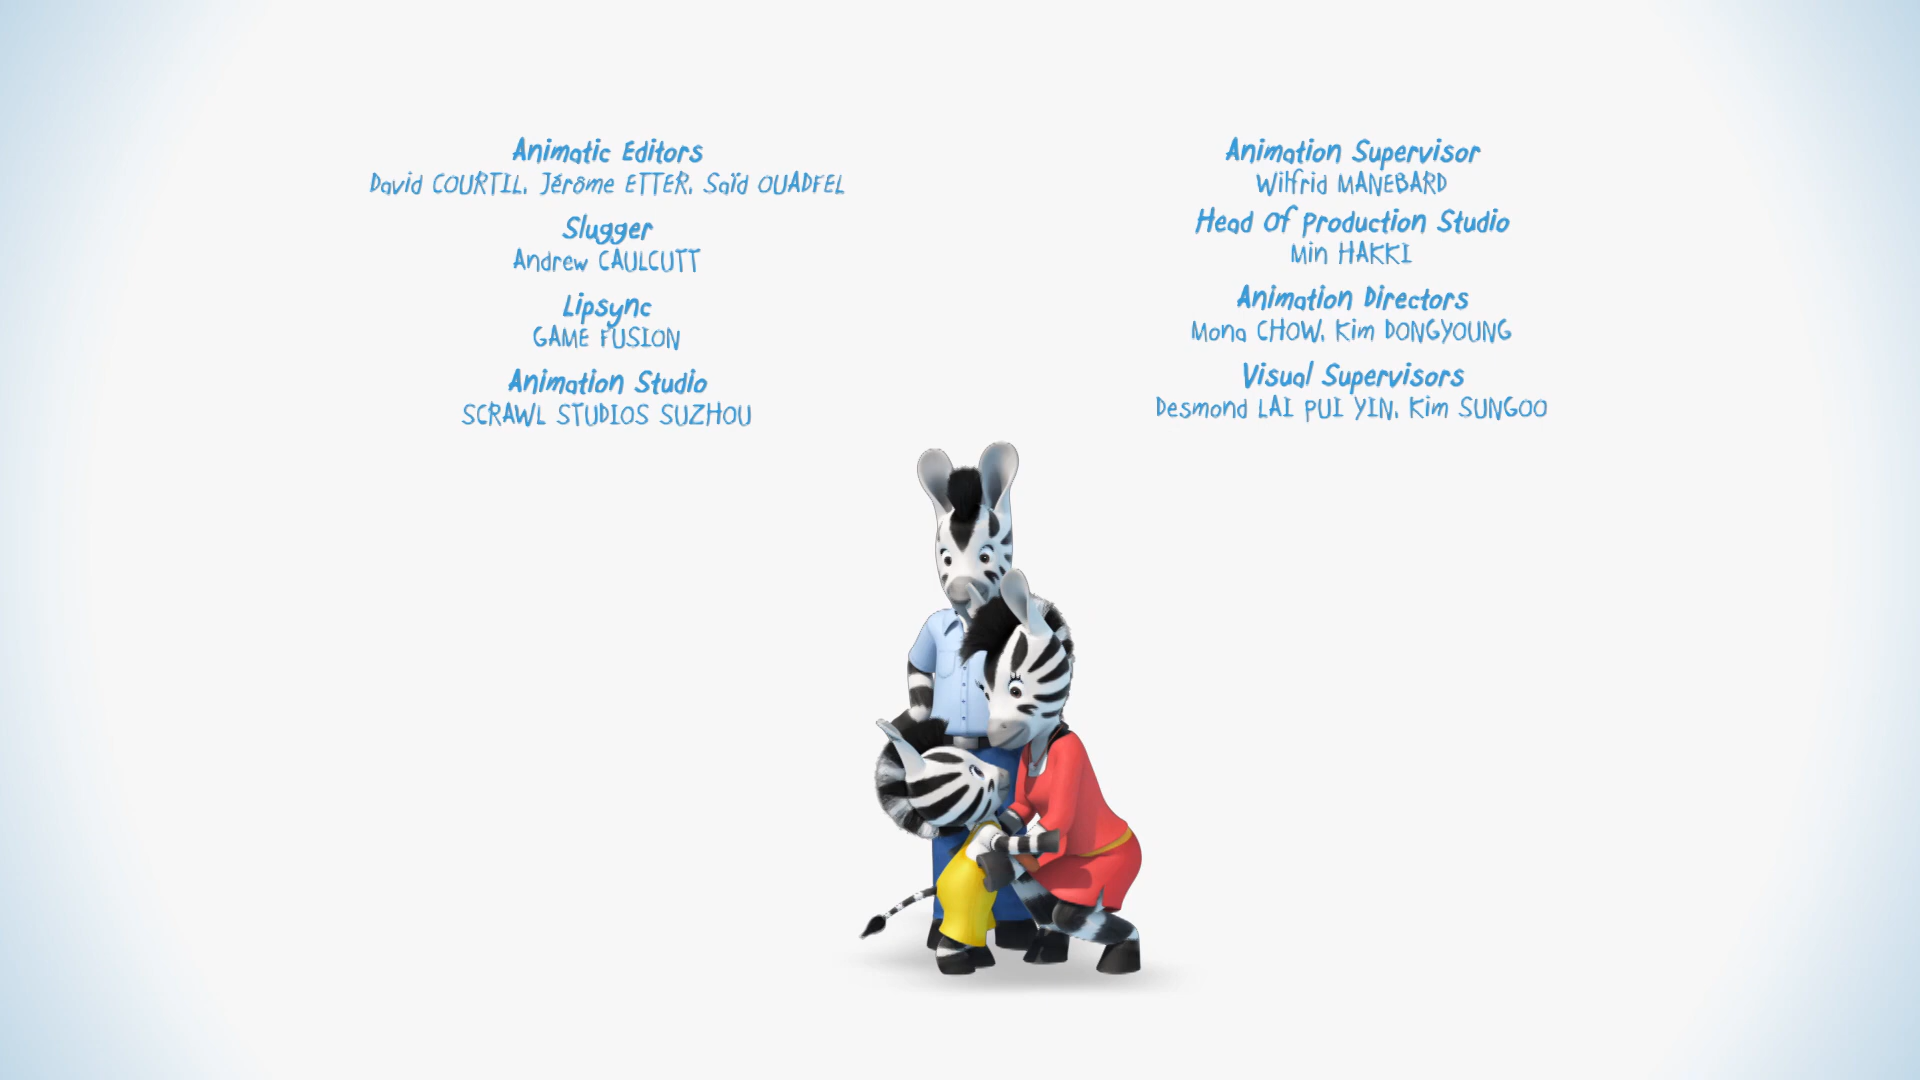 Animatic Editors
David COURTIL, Jérôme ETTER, Saïd OUADFEL
Slugger
Andrew CAULCUTT
Lipsync
GAME FUSION
Animation Studio
SCRAWL STUDIOS SUZHOU
Animation Supervisor
Wilfrid MANEBARD
Head Of Production Studio
Min HAKKI
Animation Directors
Mona CHOW, Kim DONGYOUNG
Visual Supervisors
Desmond LAI PUI YIN, Kim SUNGOO